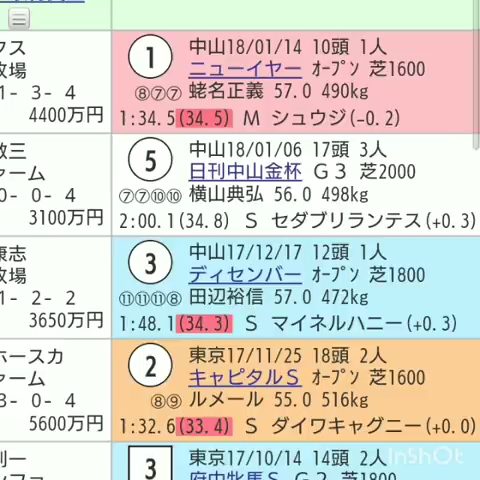 クス
牧場
1- 3- 4
4400万円
1 中山18/01/14 10頭 1人
ニューイヤー オープン 芝1600
⑧⑦⑦ 蛯名正義 57.0 490kg
1:34.5(34.5) M シュウジ(-0.2)
敬三
ァーム
0- 0- 4
3100万円
5 中山18/01/06 17頭 3人
日刊中山金杯 G3 芝2000
⑦⑦⑩⑩ 横山典弘 56.0 498kg
2:00.1(34.8) S セダブリランテス(+0.3)
康志
牧場
1- 2- 2
3650万円
3 中山17/12/17 12頭 1人
ディセンバー オープン 芝1800
⑪⑪⑪⑧ 田辺裕信 57.0 472kg
1:48.1(34.3) S マイネルハニー(+0.3)
ホースカ
ァーム
3- 0- 4
5600万円
2 東京17/11/25 18頭 2人
キャピタルS オープン 芝1600
⑧⑨ ルメール 55.0 516kg
1:32.6(33.4) S ダイワキャグニー(+0.0)
3 東京17/10/14 14頭 2人
府中牝馬S G2 芝1800
InShOt